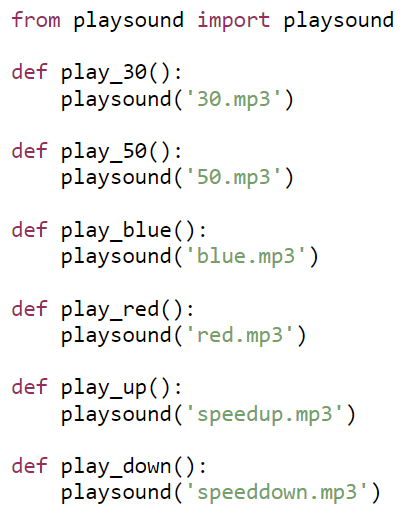 from playsound import playsound
def play_30():
    playsound('30.mp3')
def play_50():
    playsound('50.mp3')
def play_blue():
    playsound('blue.mp3')
def play_red():
    playsound('red.mp3')
def play_up():
    playsound('speedup.mp3')
def play_down():
    playsound('speeddown.mp3')